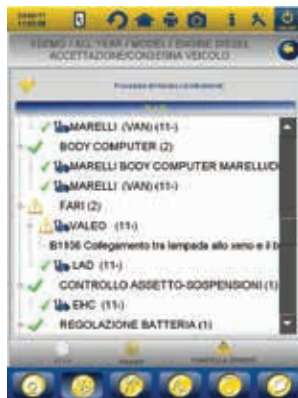 DEMO / ALL YEAR / MODEL / ENGINE DIESEL
ACCETTAZIONE/CONSEGNA VEICOLO
MARELLI (VAN) (11-)
BODY COMPUTER (2)
MARELLI BODY COMPUTER MARELLI/D
MARELLI (VAN) (11-)
FARI (2)
VALEO (11-)
B1936 Collegamento tra lampada allo xeno e il b
LAD (11-)
CONTROLLO ASSETTO-SOSPENSIONI (1)
EHC (11-)
REGOLAZIONE BATTERIA (1)